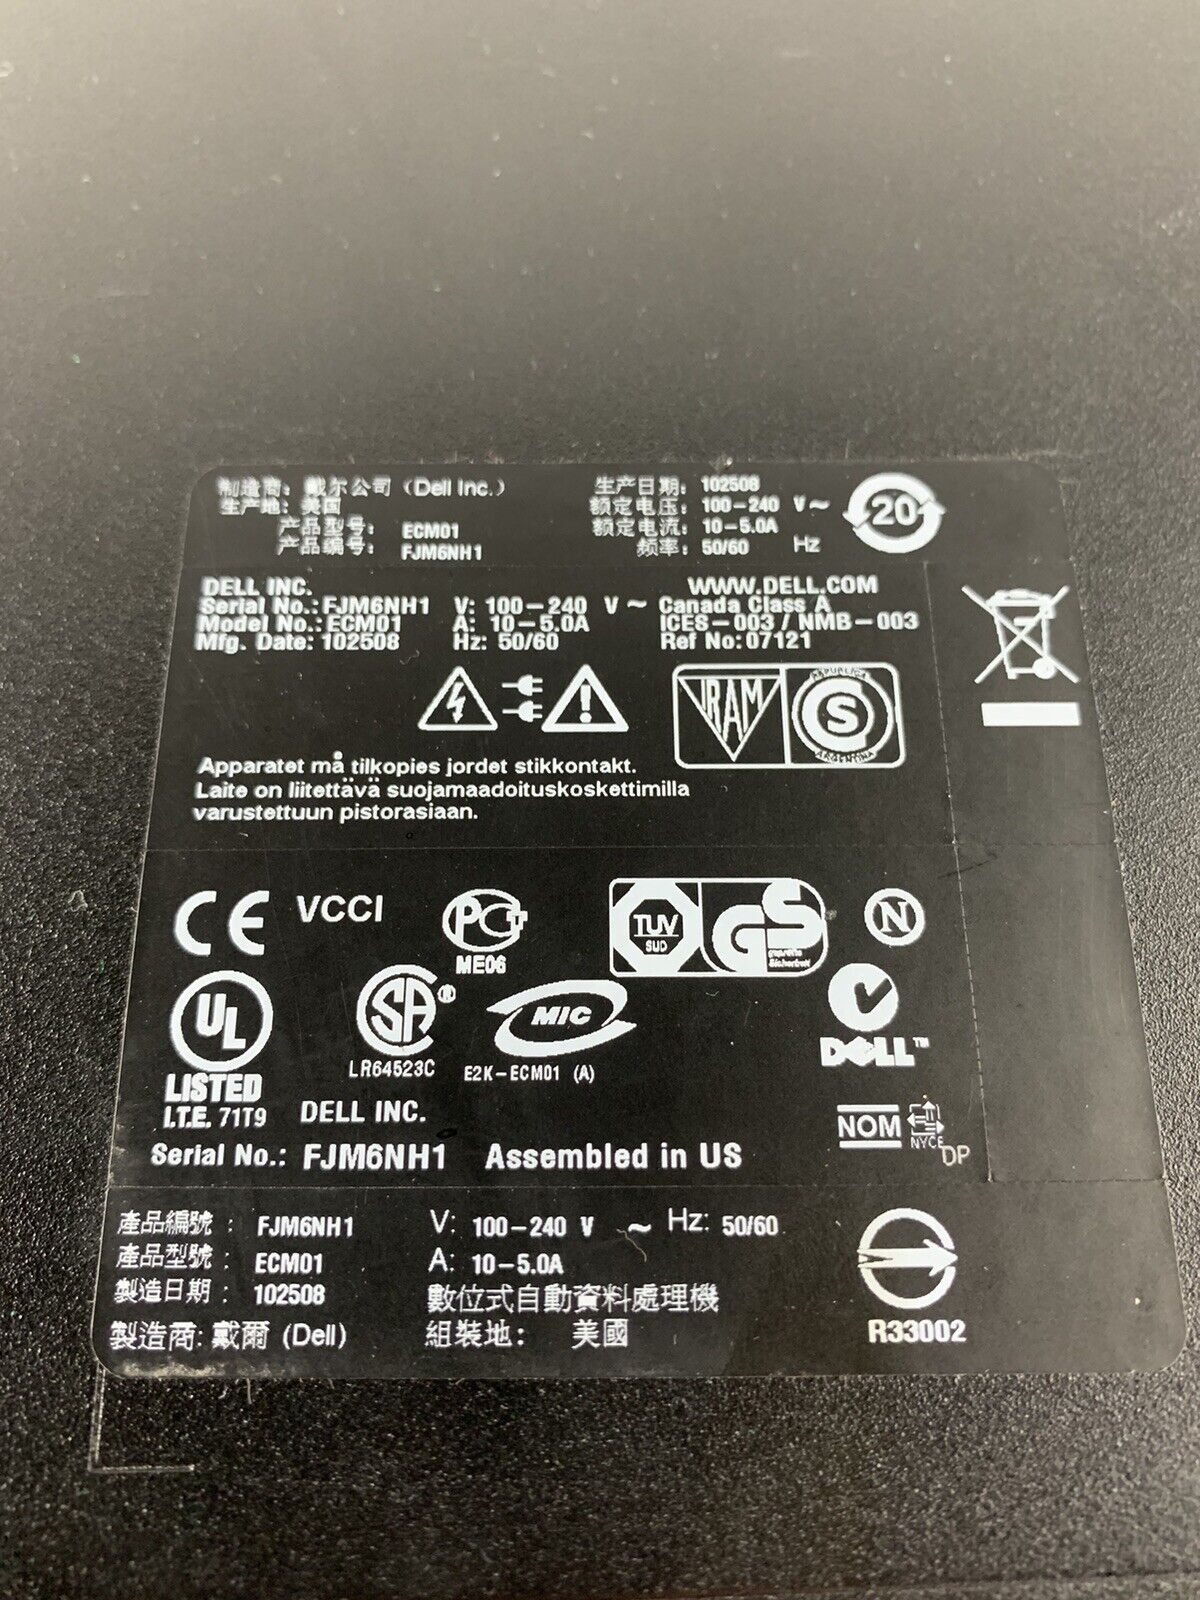 制造商: 戴尔公司 (Dell Inc.)
生产地: 美国
产品型号: ECM01
产品编号: FJM6NH1
生产日期: 102508
额定电压: 100-240 V~
额定电流: 10-5.0A
频率: 50/60 Hz
20
DELL INC.
Serial No.: FJM6NH1 V: 100-240 V ~
Model No.: ECM01 A: 10-5.0A
Mfg. Date: 102508 Hz: 50/60
WWW.DELL.COM
Canada Class A
ICES-003 / NMB-003
Ref No: 07121
IRAM
REPUBLICA
S
ARGENTINA
Apparatet må tilkoples jordet stikkontakt.
Laite on liitettävä suojamaadoituskoskettimilla
varustettuun pistorasiaan.
CE VCCI
PCT
ME06
TUV
SUD
GS
geprüfte
Sicherheit
N
UL
LISTED
I.T.E. 71T9
SA®
LR64523C
MIC
E2K-ECM01 (A)
DELL™
DELL INC.
NOM
NYCE
DP
Serial No.: FJM6NH1 Assembled in US
產品編號: FJM6NH1 V: 100-240 V ~ Hz: 50/60
產品型號: ECM01 A: 10-5.0A
製造日期: 102508 數位式自動資料處理機
製造商: 戴爾 (Dell) 組裝地: 美國
R33002